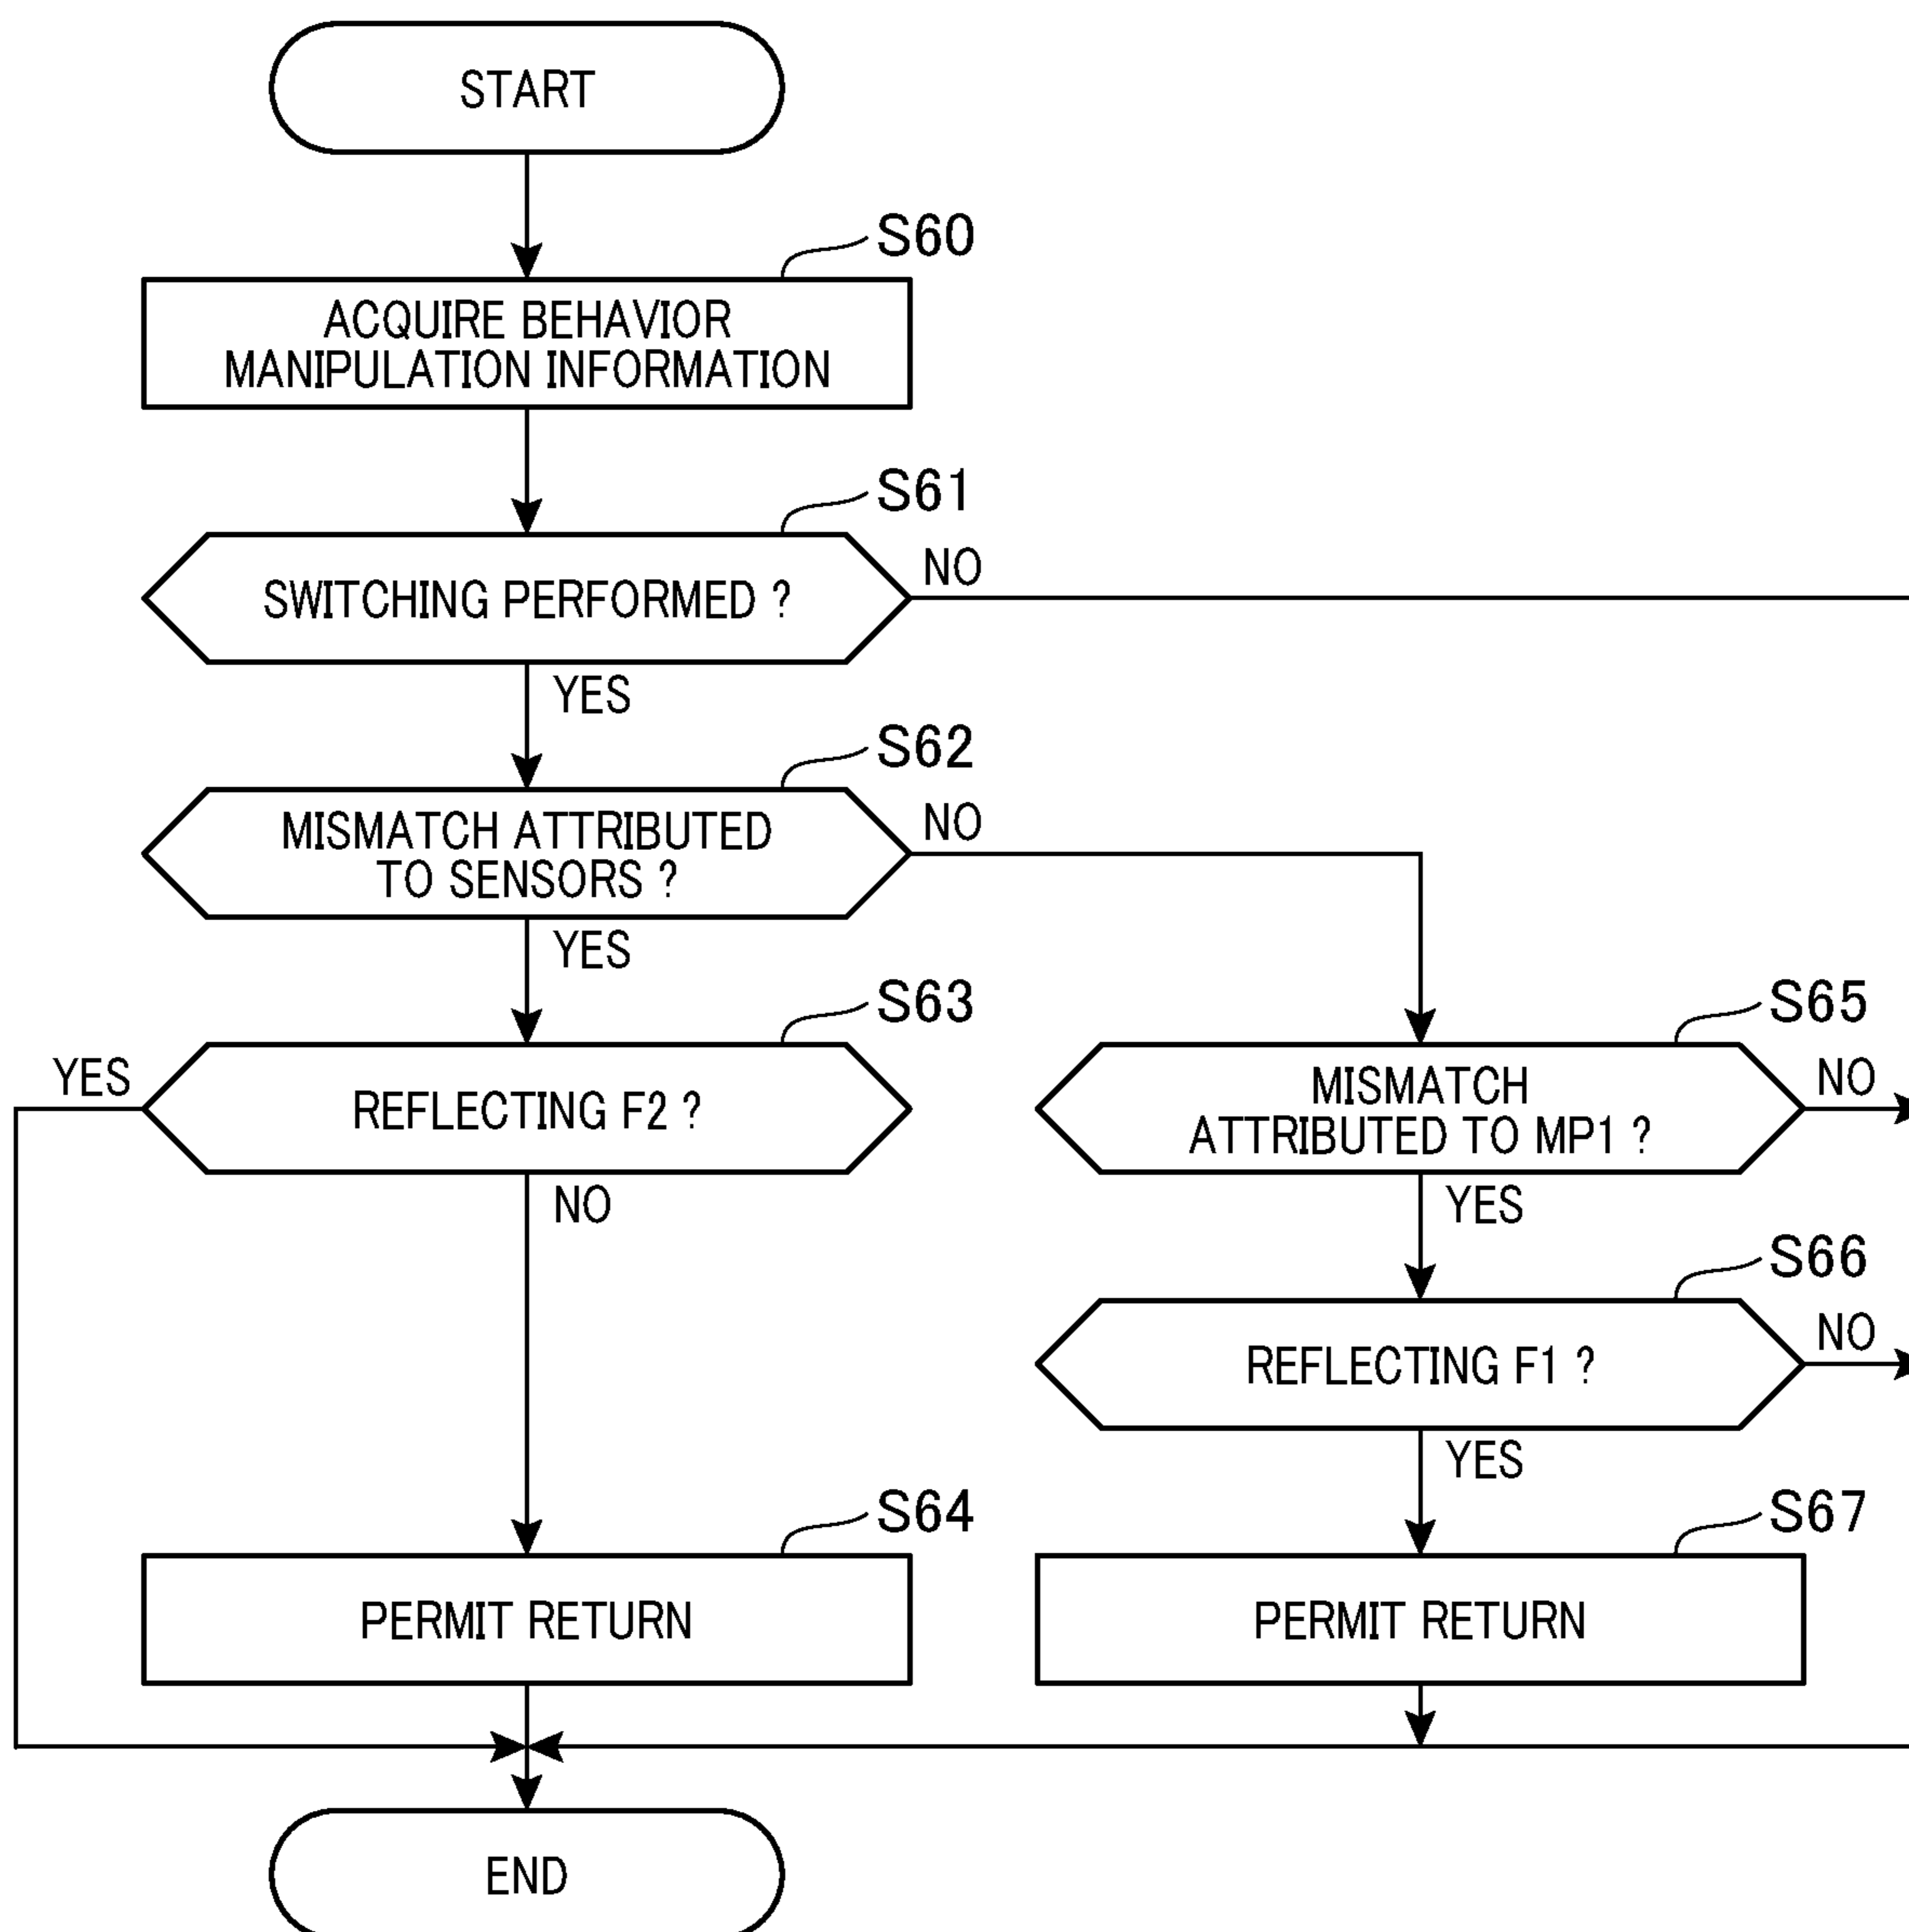 START
S60
ACQUIRE BEHAVIOR
MANIPULATION INFORMATION
S61
SWITCHING PERFORMED ?
NO
YES
S62
MISMATCH ATTRIBUTED
TO SENSORS ?
NO
YES
S63
YES
REFLECTING F2 ?
NO
S65
MISMATCH
ATTRIBUTED TO MP1 ?
NO
YES
S66
REFLECTING F1 ?
NO
YES
S64
PERMIT RETURN
S67
PERMIT RETURN
END